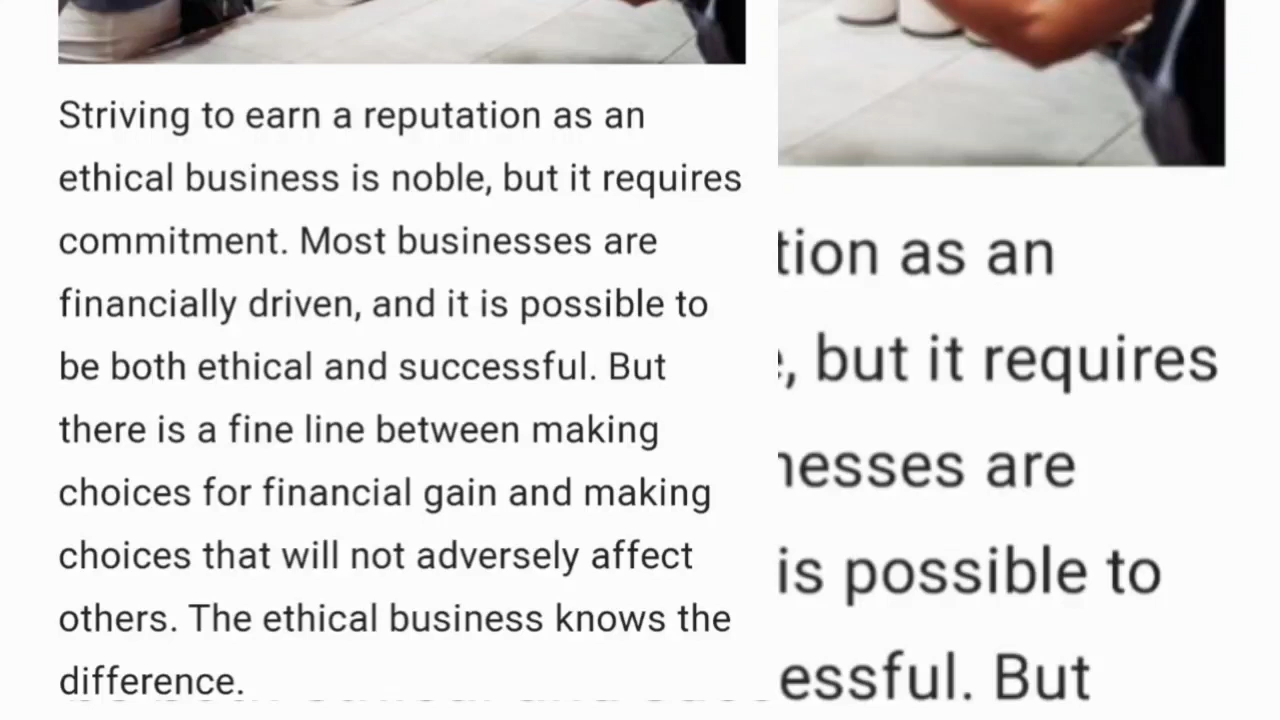 Striving to earn a reputation as an
ethical business is noble, but it requires
commitment. Most businesses are
financially driven, and it is possible to
be both ethical and successful. But
there is a fine line between making
choices for financial gain and making
choices that will not adversely affect
others. The ethical business knows the
difference.
tion as an
, but it requires
nesses are
is possible to
essful. But